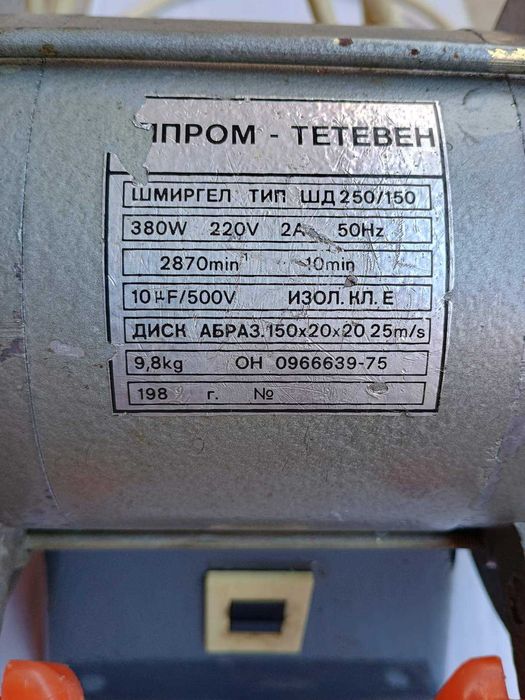 ПРОМ - ТЕТЕВЕН
ШМИРГЕЛ ТИП ШД 250/150
380W 220V 2A 50Hz
2870min⁻¹ 10min
10µF/500V ИЗОЛ. КЛ. Е
ДИСК АБРАЗ. 150x20x20 25m/s
9,8kg ОН 0966639-75
198 г. №